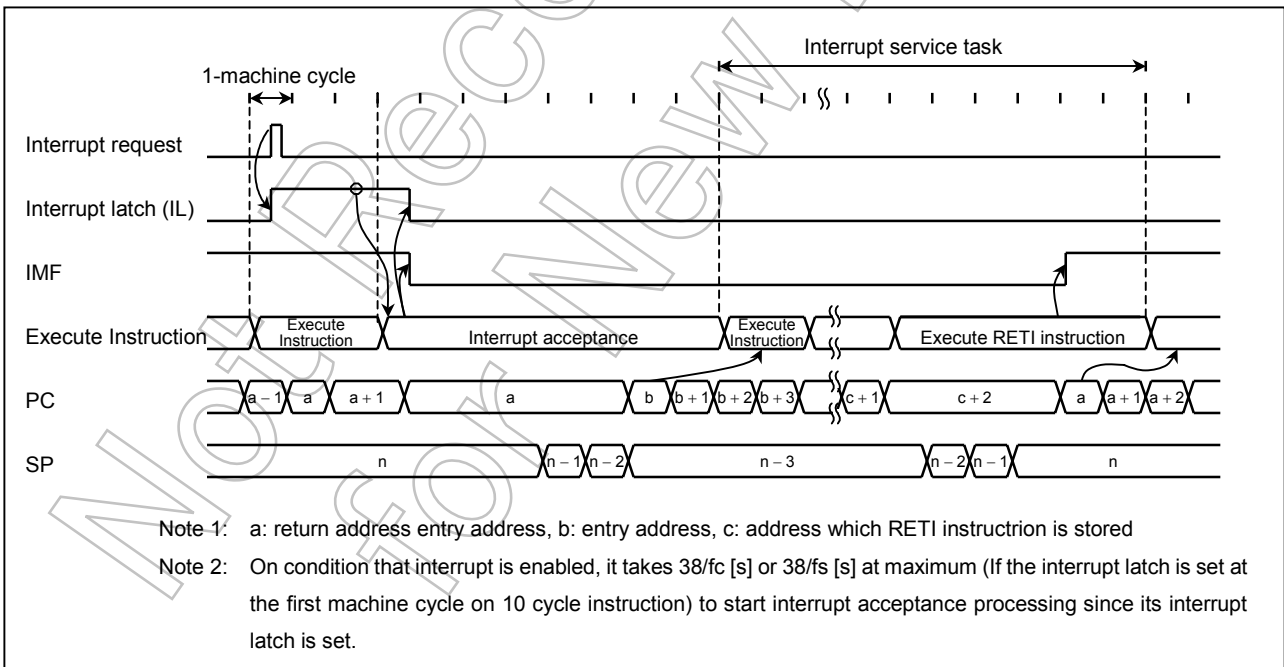 Interrupt service task
1-machine cycle
Interrupt request
Interrupt latch (IL)
IMF
Execute Instruction
Execute
Instruction
Interrupt acceptance
Execute
Instruction
Execute RETI instruction
PC
a − 1
a
a + 1
a
b
b + 1
b + 2
b + 3
c + 1
c + 2
a
a + 1
a + 2
SP
n
n − 1
n − 2
n − 3
n − 2
n − 1
n
Note 1: a: return address entry address, b: entry address, c: address which RETI instructrion is stored
Note 2: On condition that interrupt is enabled, it takes 38/fc [s] or 38/fs [s] at maximum (If the interrupt latch is set at
the first machine cycle on 10 cycle instruction) to start interrupt acceptance processing since its interrupt
latch is set.
Not Reco
for New